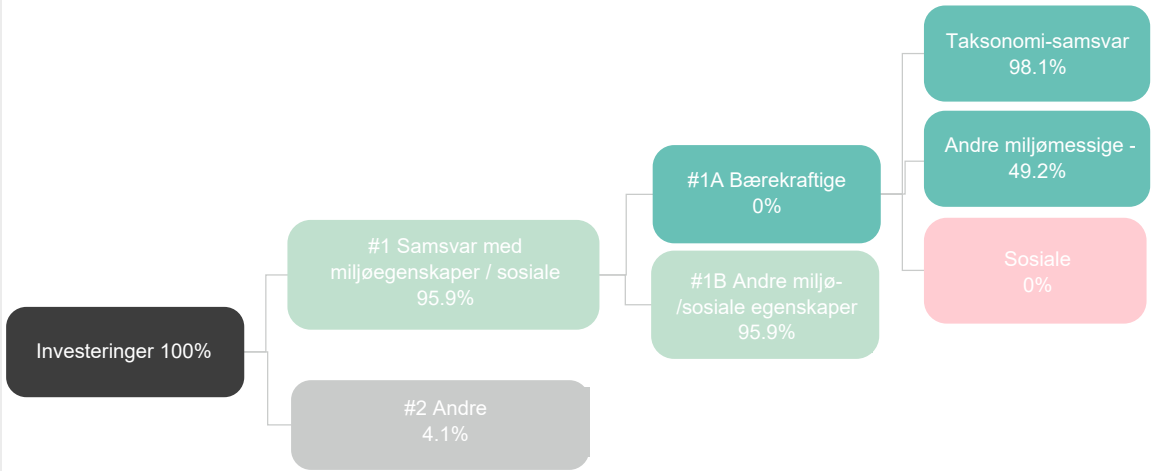 Taksonomi-samsvar
98.1%
Andre miljømessige -
49.2%
#1A Bærekraftige
0%
#1 Samsvar med
miljøegenskaper / sosiale
95.9%
Sosiale
0%
#1B Andre miljø-
/sosiale egenskaper
95.9%
Investeringer 100%
#2 Andre
4.1%